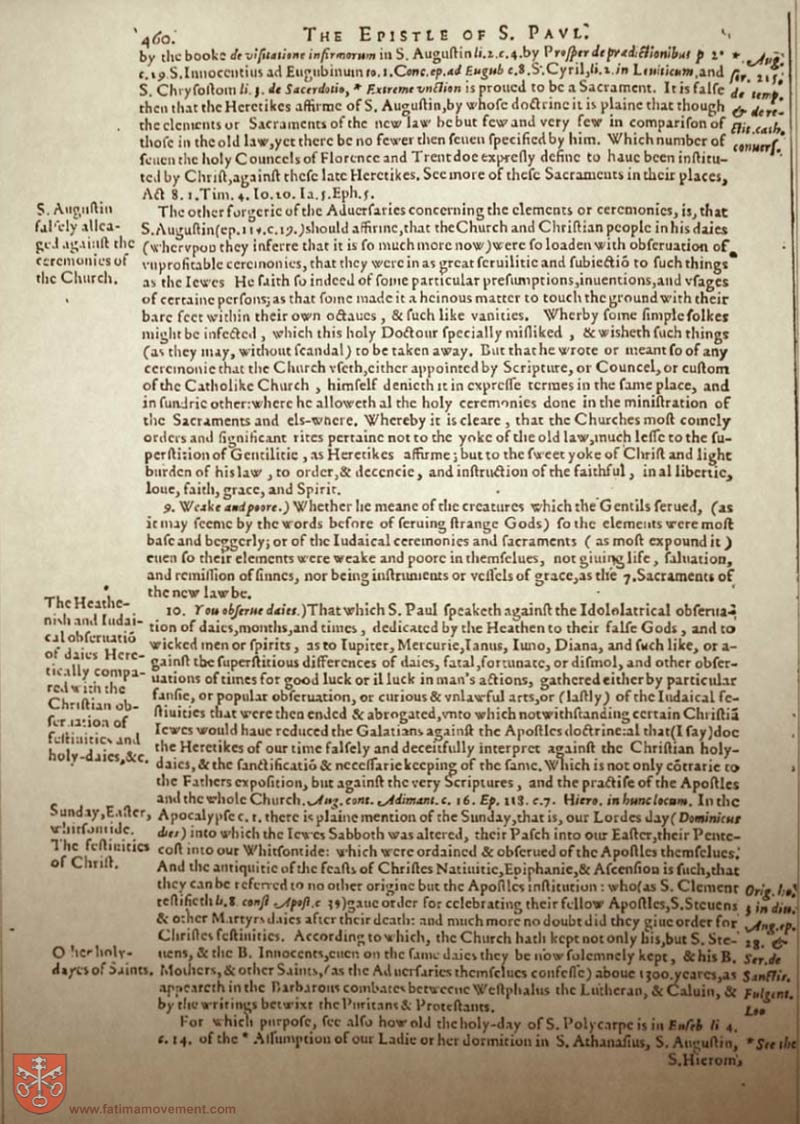 460.
THE EPISTLE OF S. PAVL.
by the booke de visitatione infirmorum in S. Augustin li. 2. c. 4. by Prosper de prædictionibus p 2.
c. 19. S. Innocentius ad Eugubinum to. 1. Conc. ep. ad Eugub c. 8. S. Cyril, li. 2. in Leuiticum, and
S. Chrysostom li. 3. de Sacerdotio, * Extreme vnction is proued to be a Sacrament. It is false
then that the Heretikes affirme of S. Augustin, by whose doctrine it is plaine that though
the elements or Sacraments of the new law be but few and very few in comparison of
those in the old law, yet there be no fewer then seuen specified by him. Which number of
seuen the holy Councels of Florence and Trent doe expresly define to haue been institu-
ted by Christ, against these late Heretikes. See more of these Sacraments in their places,
Act 8. 1. Tim. 4. Io. 20. Ia. 5. Eph. 5.
* Aug.
ser. 215.
de temp.
& de re-
ctit. cath.
conuers.
S. Augustin
falsely allea-
ged against the
ceremonies of
the Church.
The other forgerie of the Aduersaries concerning the elements or ceremonies, is, that
S. Augustin (ep. 119. c. 19.) should affirme, that the Church and Christian people in his daies
(wherevpon they inferre that it is so much more now) were so loaden with obseruation of
vnprofitable ceremonies, that they were in as great seruilitie and subiectiō to such things
as the Iewes He saith so indeed of some particular presumptions, inuentions, and vsages
of certaine persons; as that some made it a heinous matter to touch the ground with their
bare feet within their own octaues, & such like vanities. Wherby some simple folkes
might be infected, which this holy Doctour specially misliked, & wisheth such things
(as they may, without scandal) to be taken away. But that he wrote or meant so of any
ceremonie that the Church vseth, either appointed by Scripture, or Councel, or custom
of the Catholike Church, himself denieth it in expresse termes in the same place, and
in sundrie other: where he alloweth al the holy ceremonies done in the ministration of
the Sacraments and els-where. Whereby it is cleare, that the Churches most comely
orders and significant rites pertaine not to the yoke of the old law, much lesse to the su-
perstition of Gentilitie, as Heretikes affirme; but to the sweet yoke of Christ and light
burden of his law, to order, & decencie, and instruction of the faithful, in al libertie,
loue, faith, grace, and Spirit.
9. Weake and poore.) Whether he meane of the creatures which the Gentils serued, (as
it may seeme by the words before of seruing strange Gods) so the elements were most
base and beggerly; or of the Iudaical ceremonies and sacraments (as most expound it)
euen so their elements were weake and poore in themselues, not giuing life, saluation,
and remission of sinnes, nor being instruments or vessels of grace, as the 7. Sacraments of
the new law be.
The Heathe-
nish and Iudai-
cal obseruatiō
of daies Here-
tically compa-
red with the
Christian ob-
seruation of
festiuities and
holy-daies, &c.
10. You obserue daies.) That which S. Paul speaketh against the Idololatrical obserua-
tion of daies, months, and times, dedicated by the Heathen to their false Gods, and to
wicked men or spirits, as to Iupiter, Mercurie, Ianus, Iuno, Diana, and such like, or a-
gainst the superstitious differences of daies, fatal, fortunate, or dismol, and other obser-
uations of times for good luck or il luck in man's actions, gathered either by particular
fansie, or popular obseruation, or curious & vnlawful arts, or (lastly) of the Iudaical fe-
stiuities that were then ended & abrogated, vnto which notwithstanding certain Christiā
Iewes would haue reduced the Galatians against the Apostles doctrine: al that (I say) doe
the Heretikes of our time falsely and deceitfully interpret against the Christian holy-
daies, & the sanctificatiō & necessarie keeping of the same. Which is not only cōtrarie to
the Fathers exposition, but against the very Scriptures, and the practise of the Apostles
and the whole Church. Aug. cont. Adimant. c. 16. Ep. 118. c. 7. Hiero. in hunc locum. In the
Apocalypse c. 1. there is plaine mention of the Sunday, that is, our Lordes day (Dominicus
dies) into which the Iewes Sabboth was altered, their Pasch into our Easter, their Pente-
cost into our Whitsontide: which were ordained & obserued of the Apostles themselues.
And the antiquitie of the feasts of Christes Natiuitie, Epiphanie, & Ascension is such, that
they can be referred to no other origine but the Apostles institution: who (as S. Clement
testifieth li. 8. const Apost. c 39) gaue order for celebrating their fellow Apostles, S. Steuens
& other Martyrs daies after their death: and much more no doubt did they giue order for
Christes festiuities. According to which, the Church hath kept not only his, but S. Ste-
uens, & the B. Innocents, euen on the same daies they be now solemnely kept, & his B.
Mothers, & other Saints, (as the Aduersaries themselues confesse) aboue 1300. yeares, as
appeareth in the Barbarous combates betweene Westphalus the Lutheran, & Caluin, &
by the writings betwixt the Puritans & Protestants.
Sunday, Easter,
whitsontide.
The festiuities
of Christ.
Other holy-
dayes of Saints.
Orig. ho.
3 in diu.
Aug. ep.
28. &
Ser. de
Sanctis.
Fulgent.
Leo
For which purpose, see also how old the holy-day of S. Polycarpe is in Euseb li 4.
c. 14. of the * Assumption of our Ladie or her dormition in S. Athanasius, S. Augustin,
* See the
S. Hierom,
www.fatimamovement.com